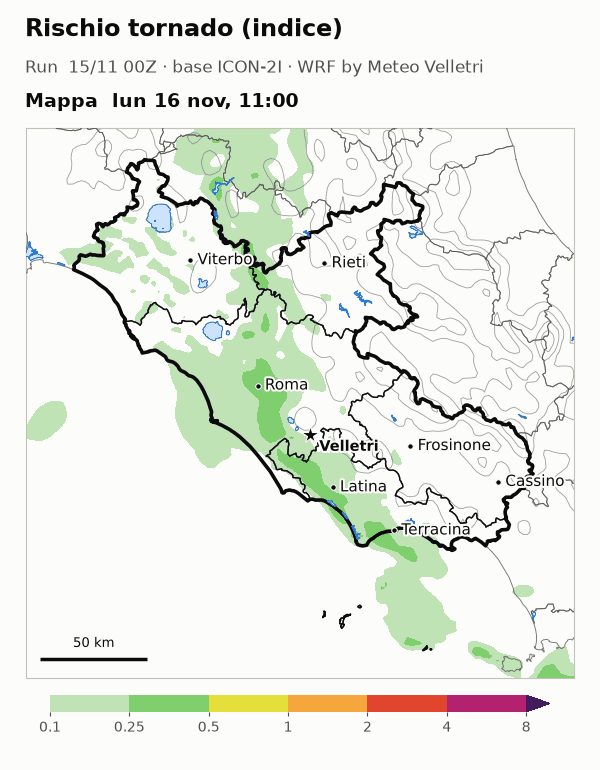 Rischio tornado (indice)
Run  15/11 00Z · base ICON-2I · WRF by Meteo Velletri
Mappa  lun 16 nov, 11:00
Viterbo
Rieti
Roma
Velletri
Frosinone
Latina
Cassino
Terracina
50 km
0.1 0.25 0.5 1 2 4 8